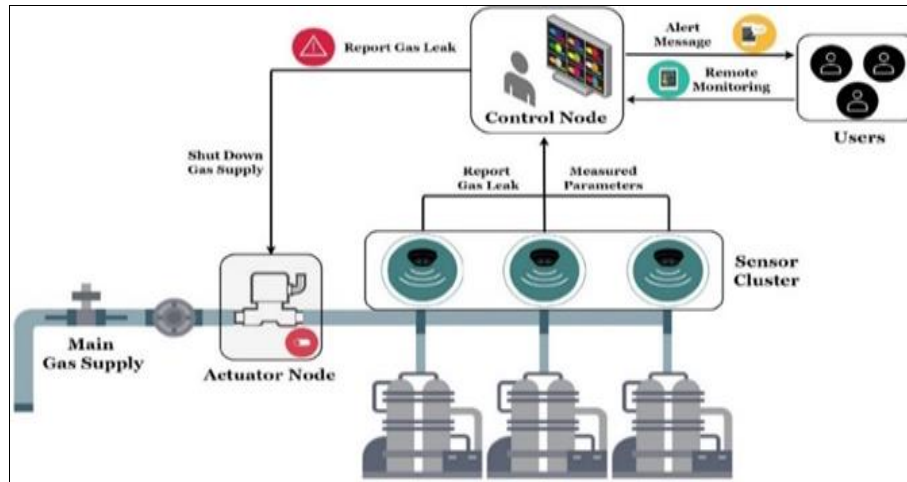 Report Gas Leak
Alert
Message
Remote
Monitoring
Control Node
Users
Shut Down
Gas Supply
Report
Gas Leak
Measured
Parameters
Sensor
Cluster
Main
Gas Supply
Actuator Node